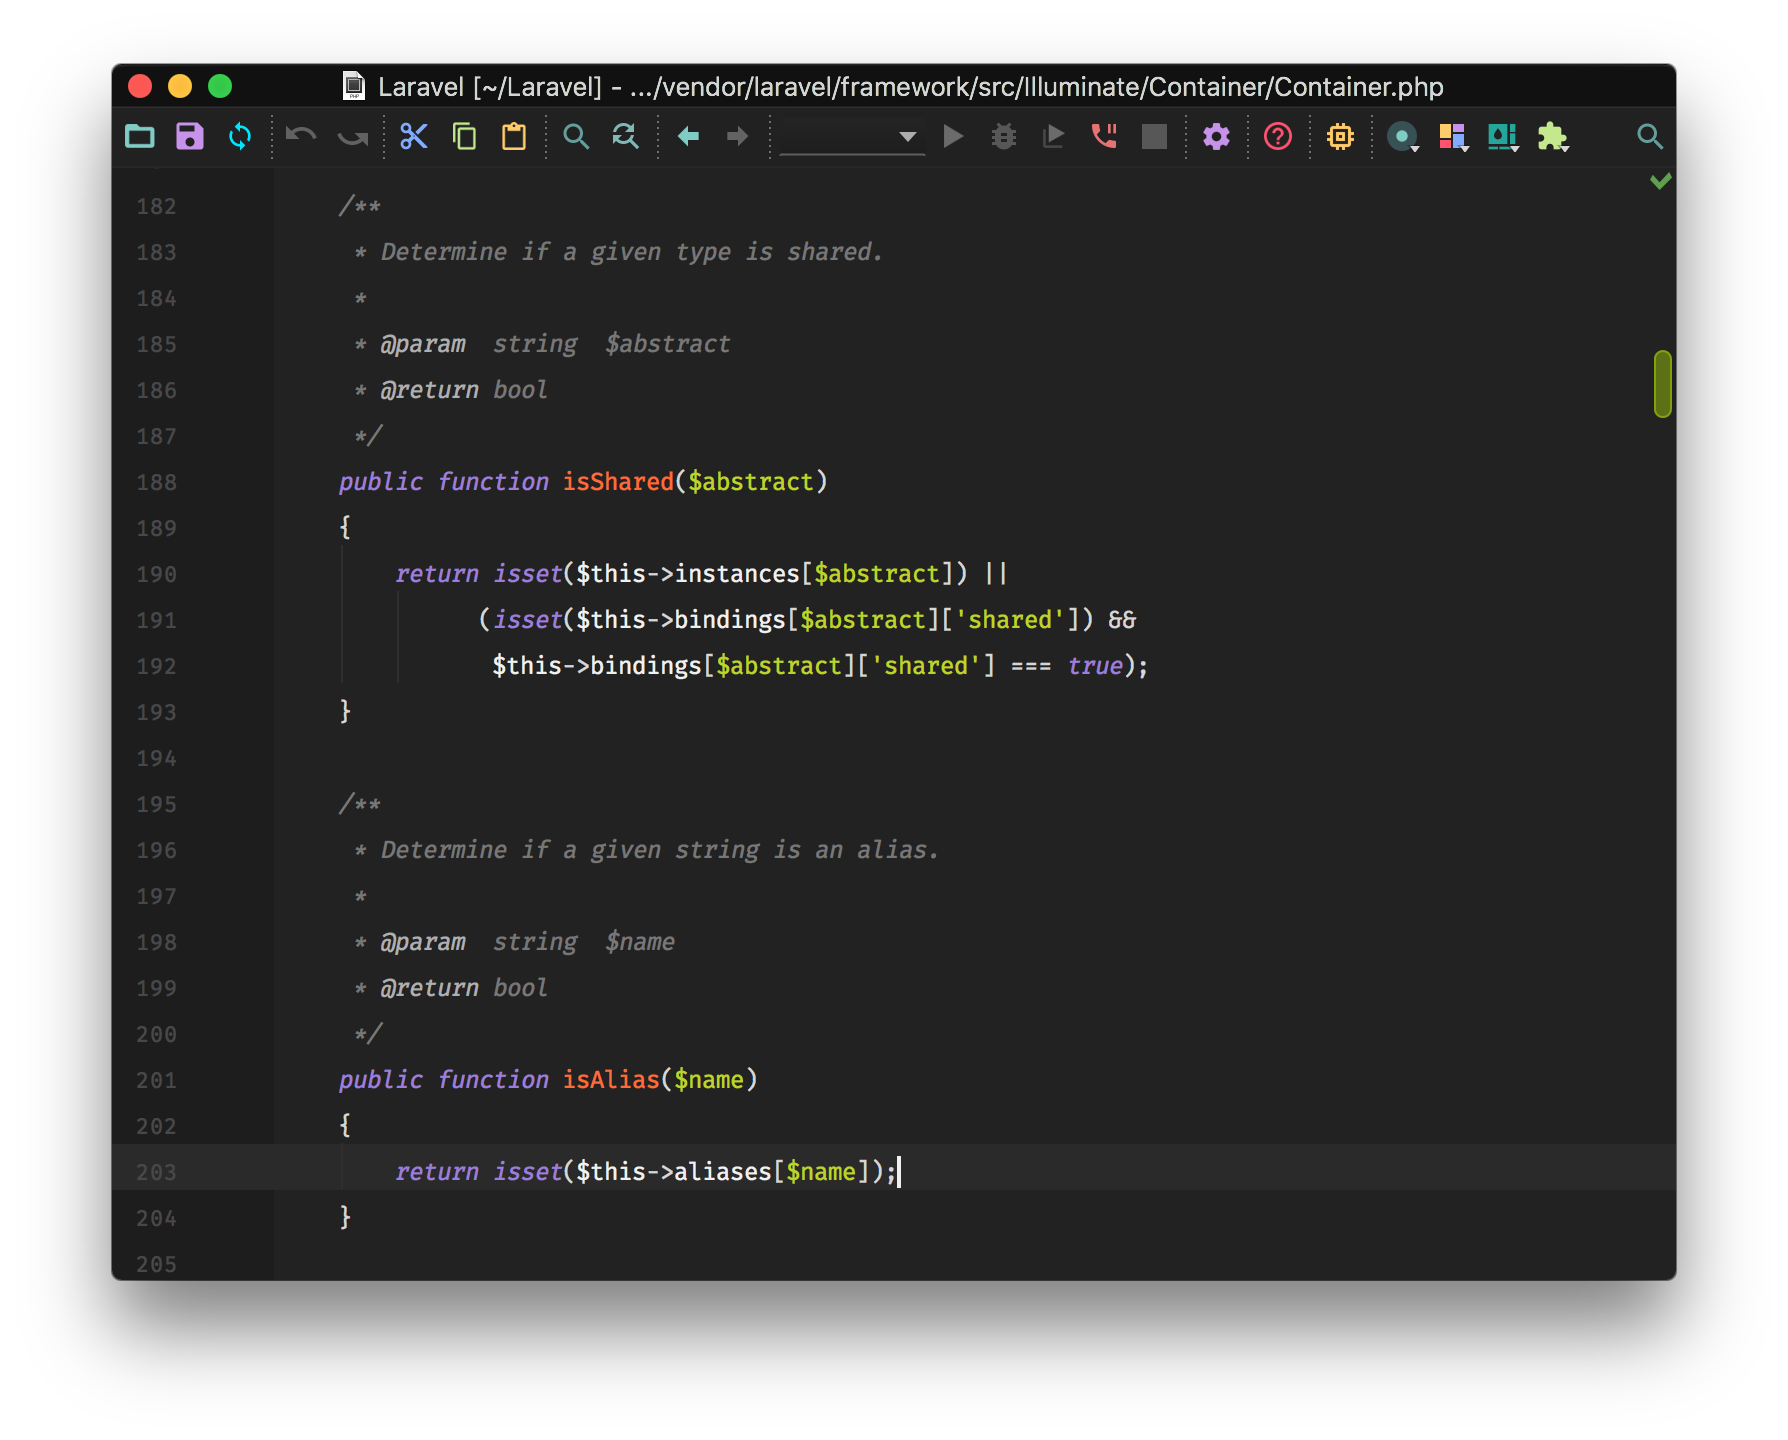 Laravel [~/Laravel] - .../vendor/laravel/framework/src/Illuminate/Container/Container.php
182 /**
183 * Determine if a given type is shared.
184 *
185 * @param  string  $abstract
186 * @return bool
187 */
188 public function isShared($abstract)
189 {
190 return isset($this->instances[$abstract]) ||
191 (isset($this->bindings[$abstract]['shared']) &&
192 $this->bindings[$abstract]['shared'] === true);
193 }
194
195 /**
196 * Determine if a given string is an alias.
197 *
198 * @param  string  $name
199 * @return bool
200 */
201 public function isAlias($name)
202 {
203 return isset($this->aliases[$name]);
204 }
205